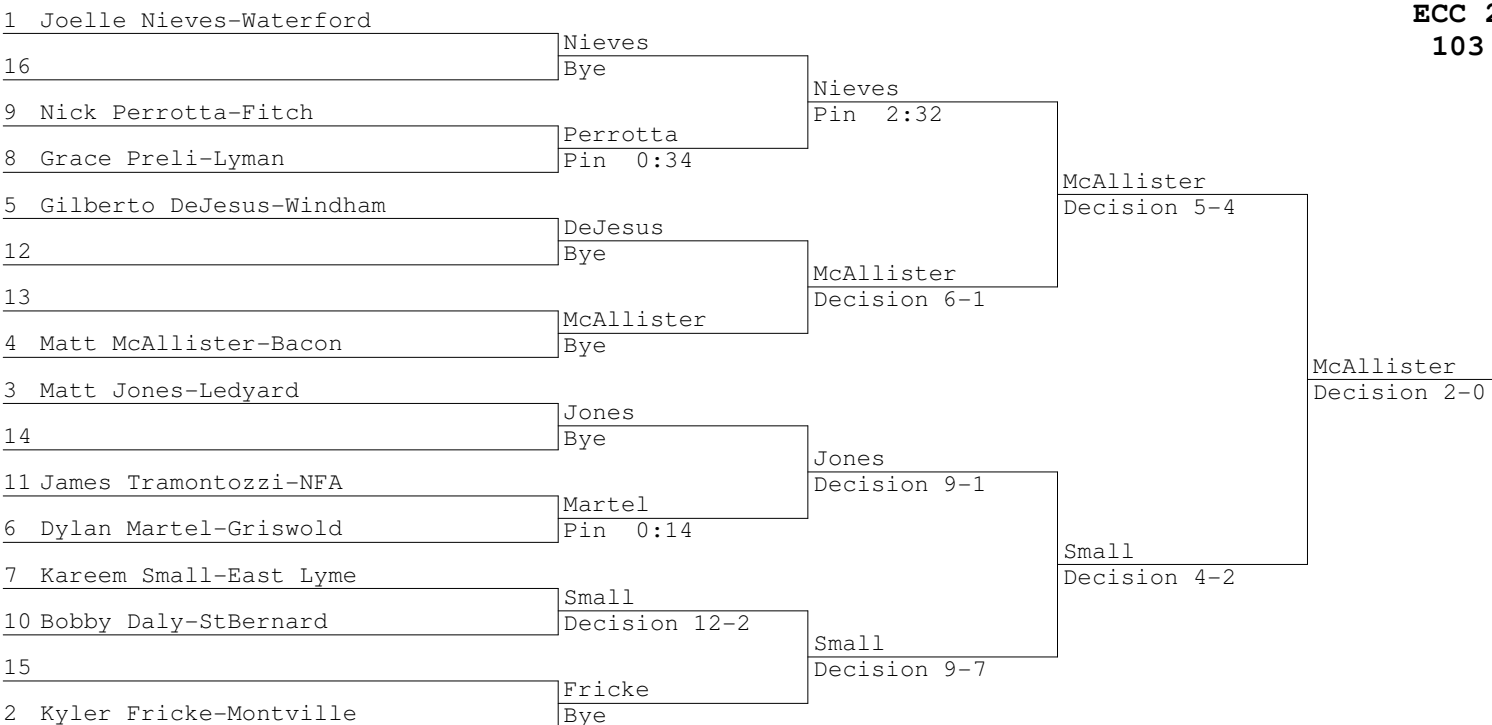 1 Joelle Nieves-Waterford
ECC 2
103
Nieves
16
Bye
Nieves
9 Nick Perrotta-Fitch
Pin 2:32
Perrotta
8 Grace Preli-Lyman
Pin 0:34
McAllister
5 Gilberto DeJesus-Windham
Decision 5-4
DeJesus
12
Bye
McAllister
13
Decision 6-1
McAllister
4 Matt McAllister-Bacon
Bye
McAllister
3 Matt Jones-Ledyard
Decision 2-0
Jones
14
Bye
Jones
11 James Tramontozzi-NFA
Decision 9-1
Martel
6 Dylan Martel-Griswold
Pin 0:14
Small
7 Kareem Small-East Lyme
Decision 4-2
Small
10 Bobby Daly-StBernard
Decision 12-2
Small
15
Decision 9-7
Fricke
2 Kyler Fricke-Montville
Bye